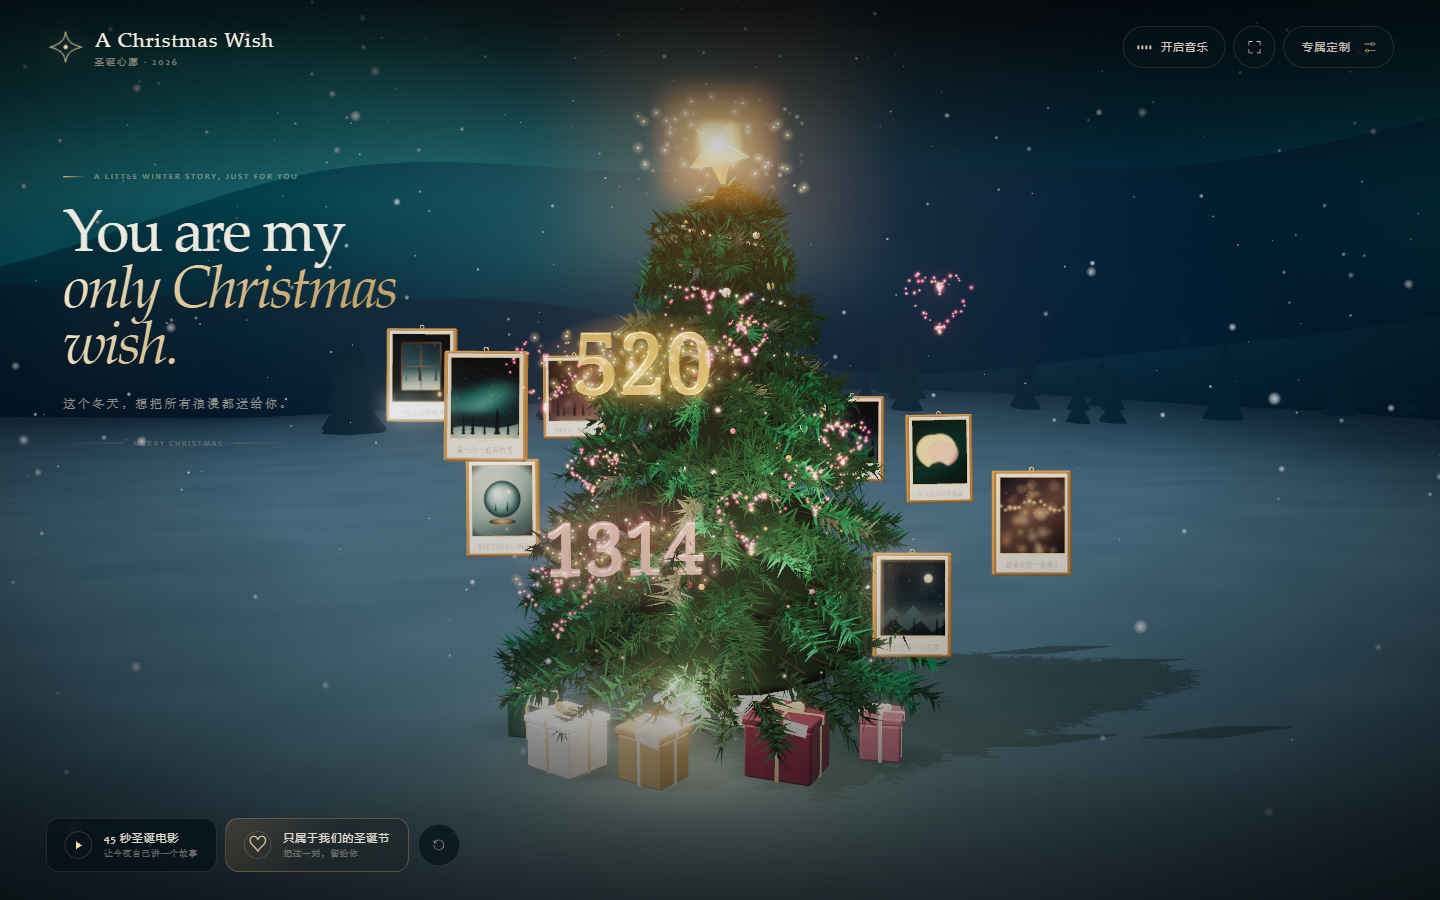 A Christmas Wish
圣诞心愿 · 2026
开启音乐
专属定制
A LITTLE WINTER STORY, JUST FOR YOU
You are my
only Christmas
wish.
这个冬天，想把所有浪漫都送给你。
MERRY CHRISTMAS
520
1314
45 秒圣诞电影
让今夜自己讲一个故事
只属于我们的圣诞节
把这一刻，留给你